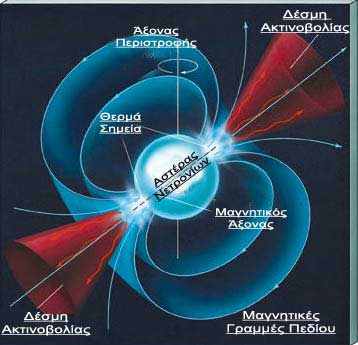 Δέσμη
Ακτινοβολίας
Άξονας
Περιστροφής
Θερμά
Σημεία
Αστέρας
Νετρονίων
Μαγνητικός
Άξονας
Δέσμη
Ακτινοβολίας
Μαγνητικές
Γραμμές Πεδίου